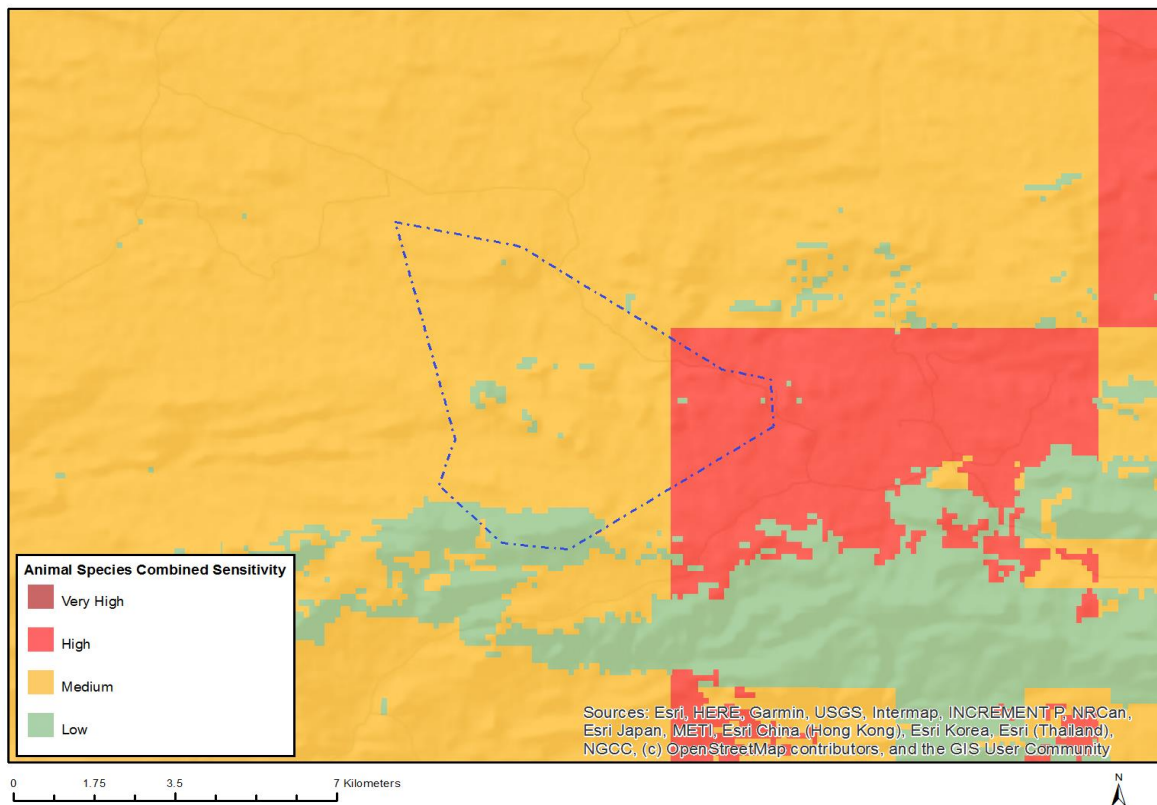 Animal Species Combined Sensitivity
Very High
High
Medium
Low
Sources: Esri, HERE, Garmin, USGS, Intermap, INCREMENT P, NRCan,
Esri Japan, METI, Esri China (Hong Kong), Esri Korea, Esri (Thailand),
NGCC, (c) OpenStreetMap contributors, and the GIS User Community
0 1.75 3.5 7 Kilometers
N